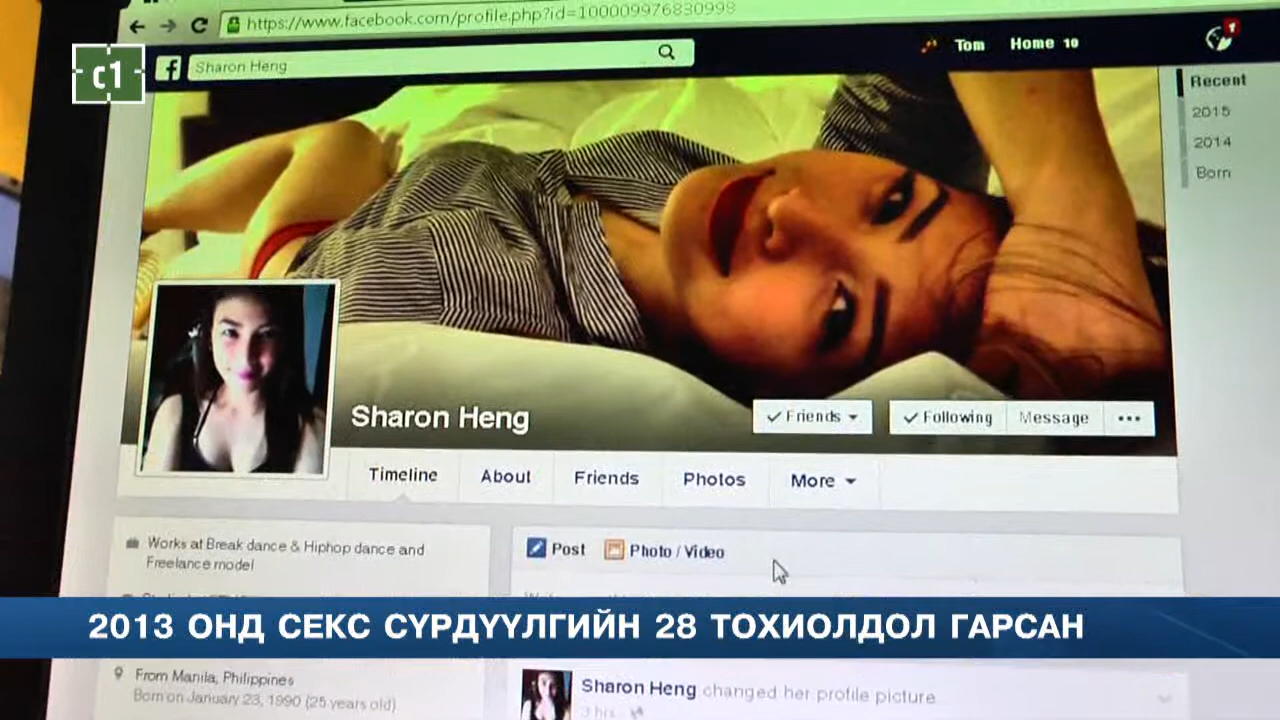 https://www.facebook.com/profile.php?id=100009976830998
c1
f
Sharon Heng
Tom
Home 10
1
Recent
2015
2014
Born
Sharon Heng
Friends
Following
Message
Timeline
About
Friends
Photos
More
Works at Break dance & Hiphop dance and
Freelance model
Post
Photo / Video
2013 ОНД СЕКС СҮРДҮҮЛГИЙН 28 ТОХИОЛДОЛ ГАРСАН
From Manila, Philippines
Born on January 23, 1990 (25 years old)
Sharon Heng changed her profile picture
3 hrs